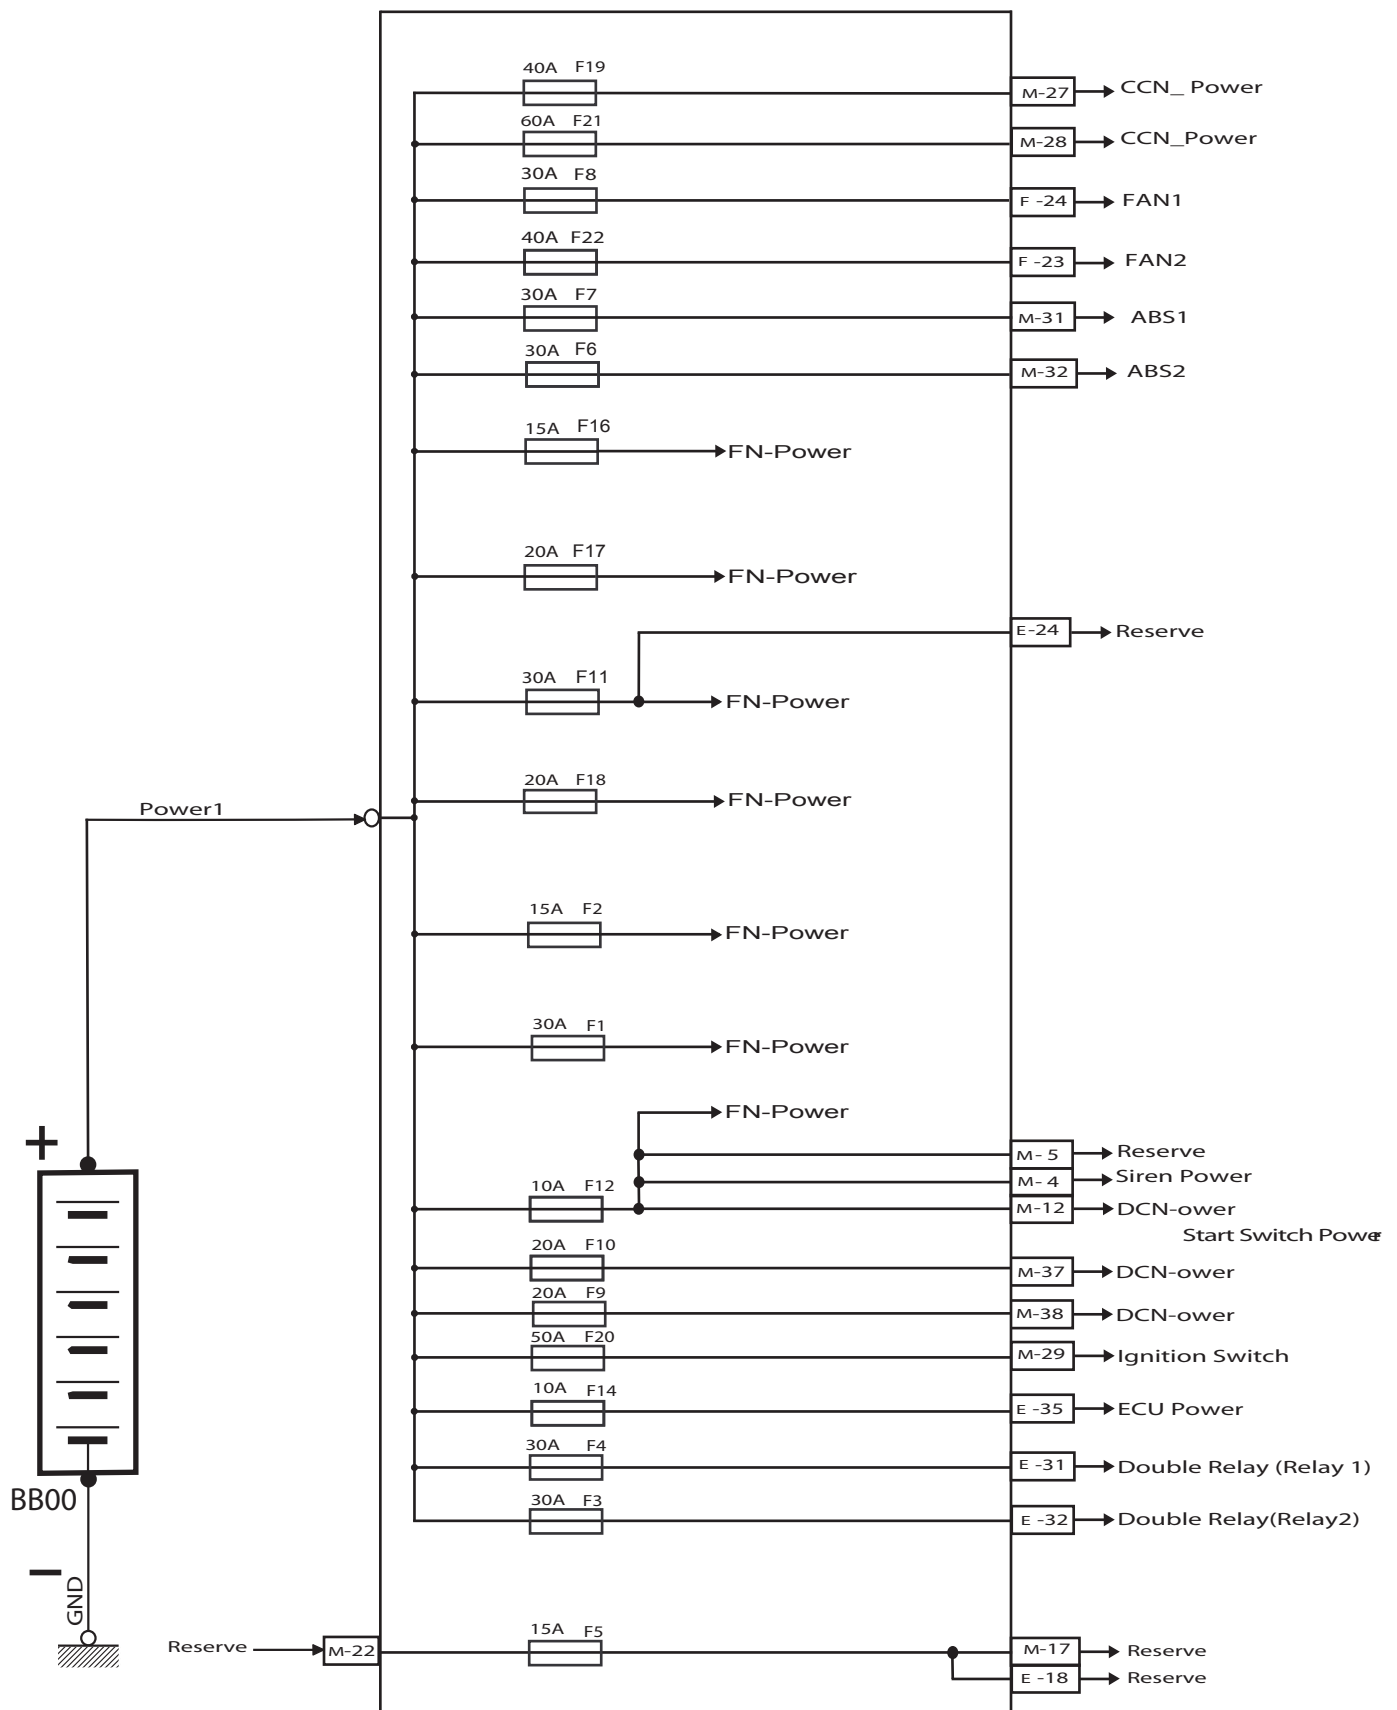 40A F19
M-27 CCN_ Power
60A F21
M-28 CCN_Power
30A F8
F -24 FAN1
40A F22
F -23 FAN2
30A F7
M-31 ABS1
30A F6
M-32 ABS2
15A F16
FN-Power
20A F17
FN-Power
E-24 Reserve
30A F11
FN-Power
20A F18
FN-Power
Power1
15A F2
FN-Power
30A F1
FN-Power
FN-Power
+
M- 5 Reserve
M- 4 Siren Power
10A F12
M-12 DCN-ower
Start Switch Power
20A F10
M-37 DCN-ower
20A F9
M-38 DCN-ower
50A F20
M-29 Ignition Switch
10A F14
E -35 ECU Power
30A F4
E -31 Double Relay (Relay 1)
BB00
30A F3
E -32 Double Relay(Relay2)
GND
15A F5
Reserve M-22
M-17 Reserve
E -18 Reserve